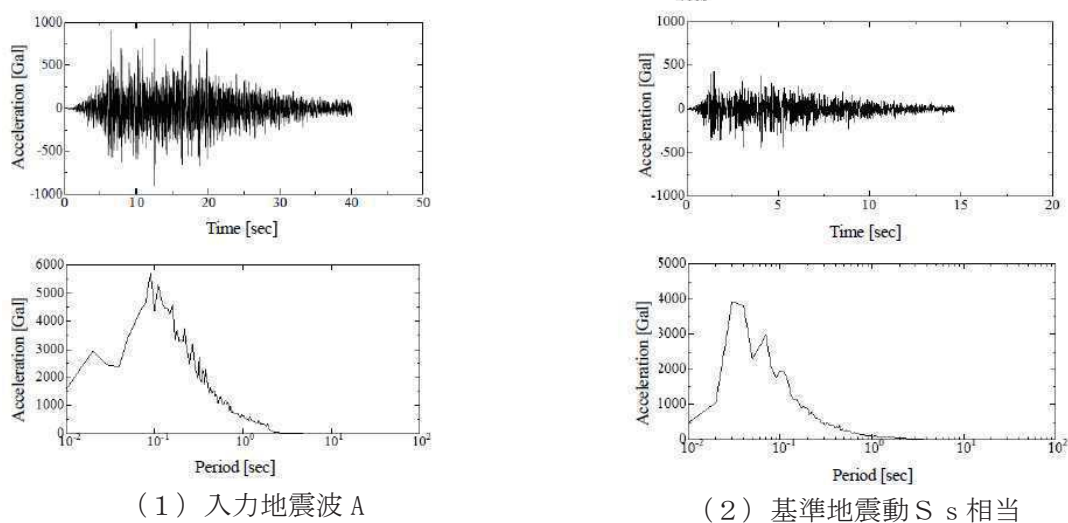 1000
500
0
-500
-1000
Acceleration [Gal]
0 10 20 30 40 50
Time [sec]
6000
5000
4000
3000
2000
1000
0
Acceleration [Gal]
10-2 10-1 100 101 102
Period [sec]
(1) 入力地震波 A
1000
500
0
-500
-1000
Acceleration [Gal]
0 5 10 15 20
Time [sec]
5000
4000
3000
2000
1000
0
Acceleration [Gal]
10-2 10-1 100 101 102
Period [sec]
(2) 基準地震動Ss相当